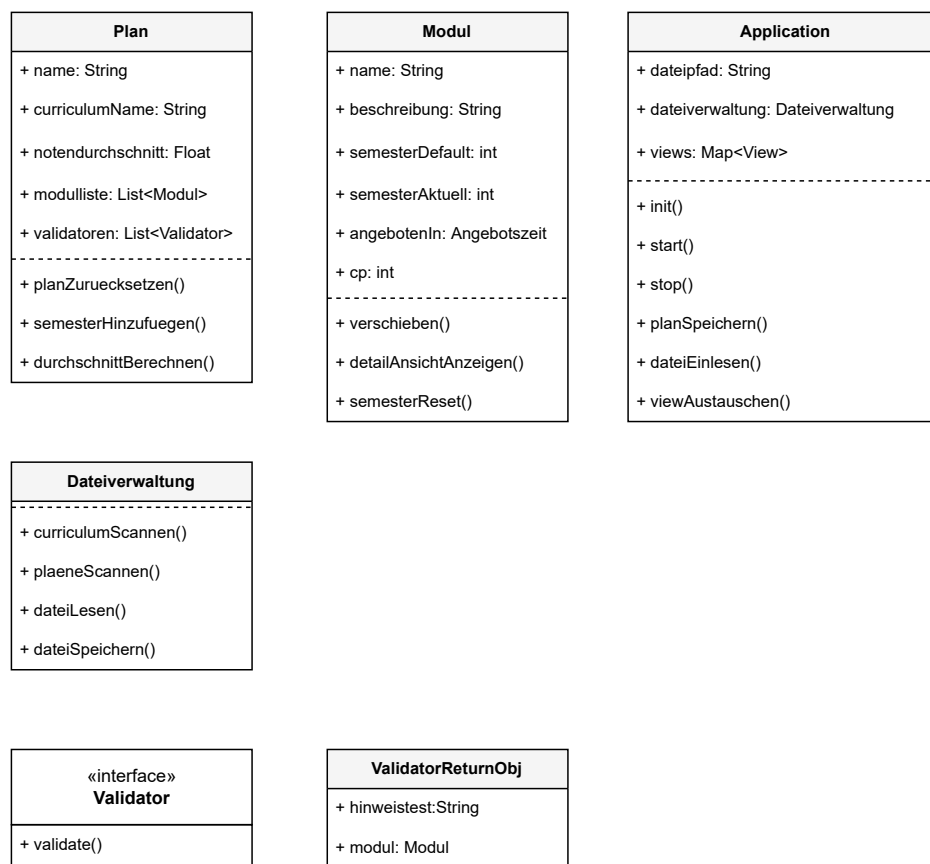 Plan
+ name: String
+ curriculumName: String
+ notendurchschnitt: Float
+ modulliste: List<Modul>
+ validatoren: List<Validator>
+ planZuruecksetzen()
+ semesterHinzufuegen()
+ durchschnittBerechnen()
Modul
+ name: String
+ beschreibung: String
+ semesterDefault: int
+ semesterAktuell: int
+ angebotenIn: Angebotszeit
+ cp: int
+ verschieben()
+ detailAnsichtAnzeigen()
+ semesterReset()
Application
+ dateipfad: String
+ dateiverwaltung: Dateiverwaltung
+ views: Map<View>
+ init()
+ start()
+ stop()
+ planSpeichern()
+ dateiEinlesen()
+ viewAustauschen()
Dateiverwaltung
+ curriculumScannen()
+ plaeneScannen()
+ dateiLesen()
+ dateiSpeichern()
«interface»
Validator
+ validate()
ValidatorReturnObj
+ hinweistest:String
+ modul: Modul